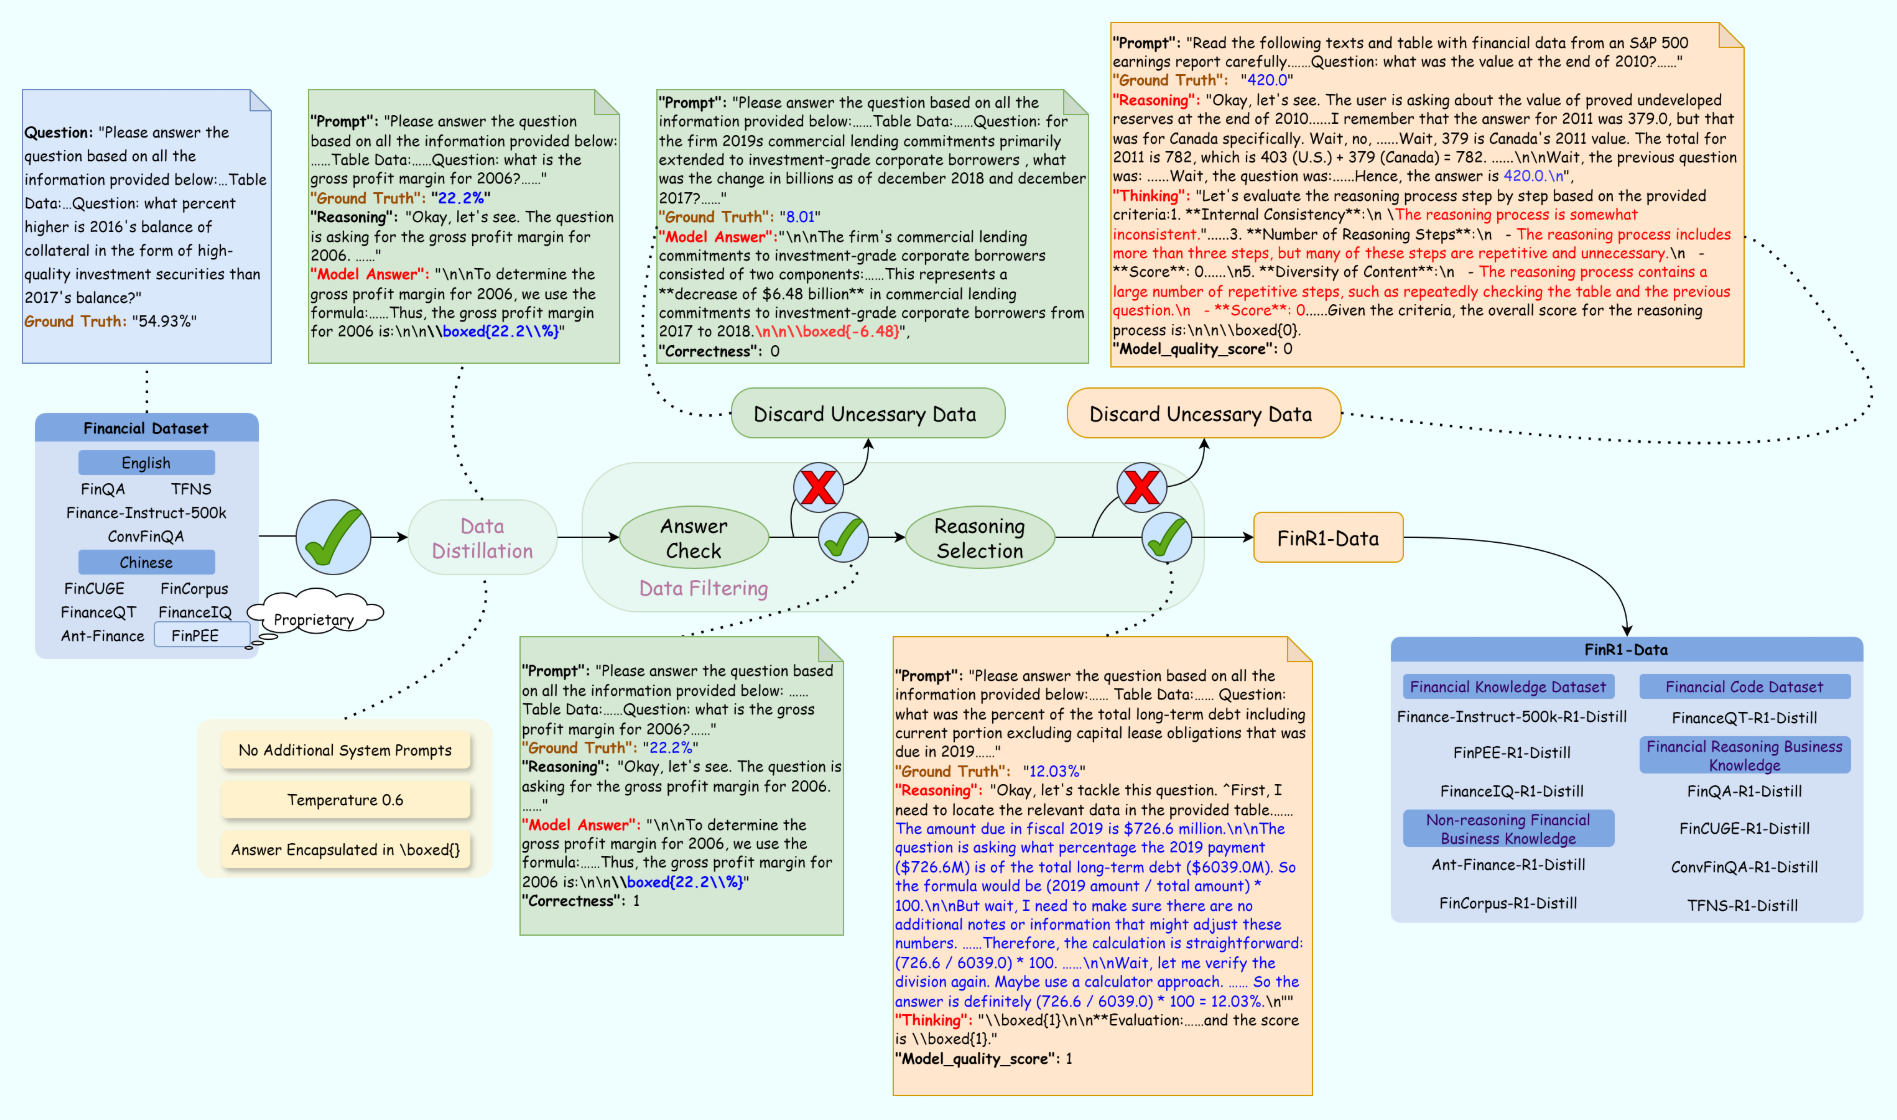 Question: "Please answer the
question based on all the
information provided below:...Table
Data:...Question: what percent
higher is 2016's balance of
collateral in the form of high-
quality investment securities than
2017's balance?"
Ground Truth: "54.93%"
"Prompt": "Please answer the question
based on all the information provided below:
......Table Data:......Question: what is the
gross profit margin for 2006?......"
"Ground Truth": "22.2%"
"Reasoning": "Okay, let's see. The question
is asking for the gross profit margin for
2006. ......"
"Model Answer": "\n\nTo determine the
gross profit margin for 2006, we use the
formula:......Thus, the gross profit margin
for 2006 is:\n\n\\boxed{22.2\\%}"
"Prompt": "Please answer the question based on all the
information provided below:......Table Data:......Question: for
the firm 2019s commercial lending commitments primarily
extended to investment-grade corporate borrowers , what
was the change in billions as of december 2018 and december
2017?......"
"Ground Truth": "8.01"
"Model Answer":"\n\nThe firm's commercial lending
commitments to investment-grade corporate borrowers
consisted of two components:......This represents a
**decrease of $6.48 billion** in commercial lending
commitments to investment-grade corporate borrowers from
2017 to 2018.\n\n\\boxed{-6.48}",
"Correctness": 0
"Prompt": "Read the following texts and table with financial data from an S&P 500
earnings report carefully......Question: what was the value at the end of 2010?......"
"Ground Truth": "420.0"
"Reasoning": "Okay, let's see. The user is asking about the value of proved undeveloped
reserves at the end of 2010......I remember that the answer for 2011 was 379.0, but that
was for Canada specifically. Wait, no, ......Wait, 379 is Canada's 2011 value. The total for
2011 is 782, which is 403 (U.S.) + 379 (Canada) = 782. ......\n\nWait, the previous question
was: ......Wait, the question was:......Hence, the answer is 420.0.\n",
"Thinking": "Let's evaluate the reasoning process step by step based on the provided
criteria:1. **Internal Consistency**:\n \The reasoning process is somewhat
inconsistent."......3. **Number of Reasoning Steps**:\n - The reasoning process includes
more than three steps, but many of these steps are repetitive and unnecessary.\n -
**Score**: 0......\n5. **Diversity of Content**:\n - The reasoning process contains a
large number of repetitive steps, such as repeatedly checking the table and the previous
question.\n - **Score**: 0......Given the criteria, the overall score for the reasoning
process is:\n\n\\boxed{0}.
"Model_quality_score": 0
Discard Uncessary Data
Discard Uncessary Data
Financial Dataset
English
FinQA TFNS
Finance-Instruct-500k
ConvFinQA
Chinese
FinCUGE FinCorpus
FinanceQT FinanceIQ
Ant-Finance FinPEE
Proprietary
Data
Distillation
Answer
Check
Reasoning
Selection
Data Filtering
FinR1-Data
No Additional System Prompts
Temperature 0.6
Answer Encapsulated in \boxed{}
"Prompt": "Please answer the question based
on all the information provided below: ......
Table Data:......Question: what is the gross
profit margin for 2006?......"
"Ground Truth": "22.2%"
"Reasoning": "Okay, let's see. The question is
asking for the gross profit margin for 2006.
......"
"Model Answer": "\n\nTo determine the
gross profit margin for 2006, we use the
formula:......Thus, the gross profit margin for
2006 is:\n\n\\boxed{22.2\\%}"
"Correctness": 1
"Prompt": "Please answer the question based on all the
information provided below:...... Table Data:...... Question:
what was the percent of the total long-term debt including
current portion excluding capital lease obligations that was
due in 2019......"
"Ground Truth": "12.03%"
"Reasoning": "Okay, let's tackle this question. ^First, I
need to locate the relevant data in the provided table.......
The amount due in fiscal 2019 is $726.6 million.\n\nThe
question is asking what percentage the 2019 payment
($726.6M) is of the total long-term debt ($6039.0M). So
the formula would be (2019 amount / total amount) *
100.\n\nBut wait, I need to make sure there are no
additional notes or information that might adjust these
numbers. ......Therefore, the calculation is straightforward:
(726.6 / 6039.0) * 100. ......\n\nWait, let me verify the
division again. Maybe use a calculator approach. ...... So the
answer is definitely (726.6 / 6039.0) * 100 = 12.03%.\n""
"Thinking": "\\boxed{1}\n\n**Evaluation:......and the score
is \\boxed{1}."
"Model_quality_score": 1
FinR1-Data
Financial Knowledge Dataset
Finance-Instruct-500k-R1-Distill
FinPEE-R1-Distill
FinanceIQ-R1-Distill
Non-reasoning Financial
Business Knowledge
Ant-Finance-R1-Distill
FinCorpus-R1-Distill
Financial Code Dataset
FinanceQT-R1-Distill
Financial Reasoning Business
Knowledge
FinQA-R1-Distill
FinCUGE-R1-Distill
ConvFinQA-R1-Distill
TFNS-R1-Distill